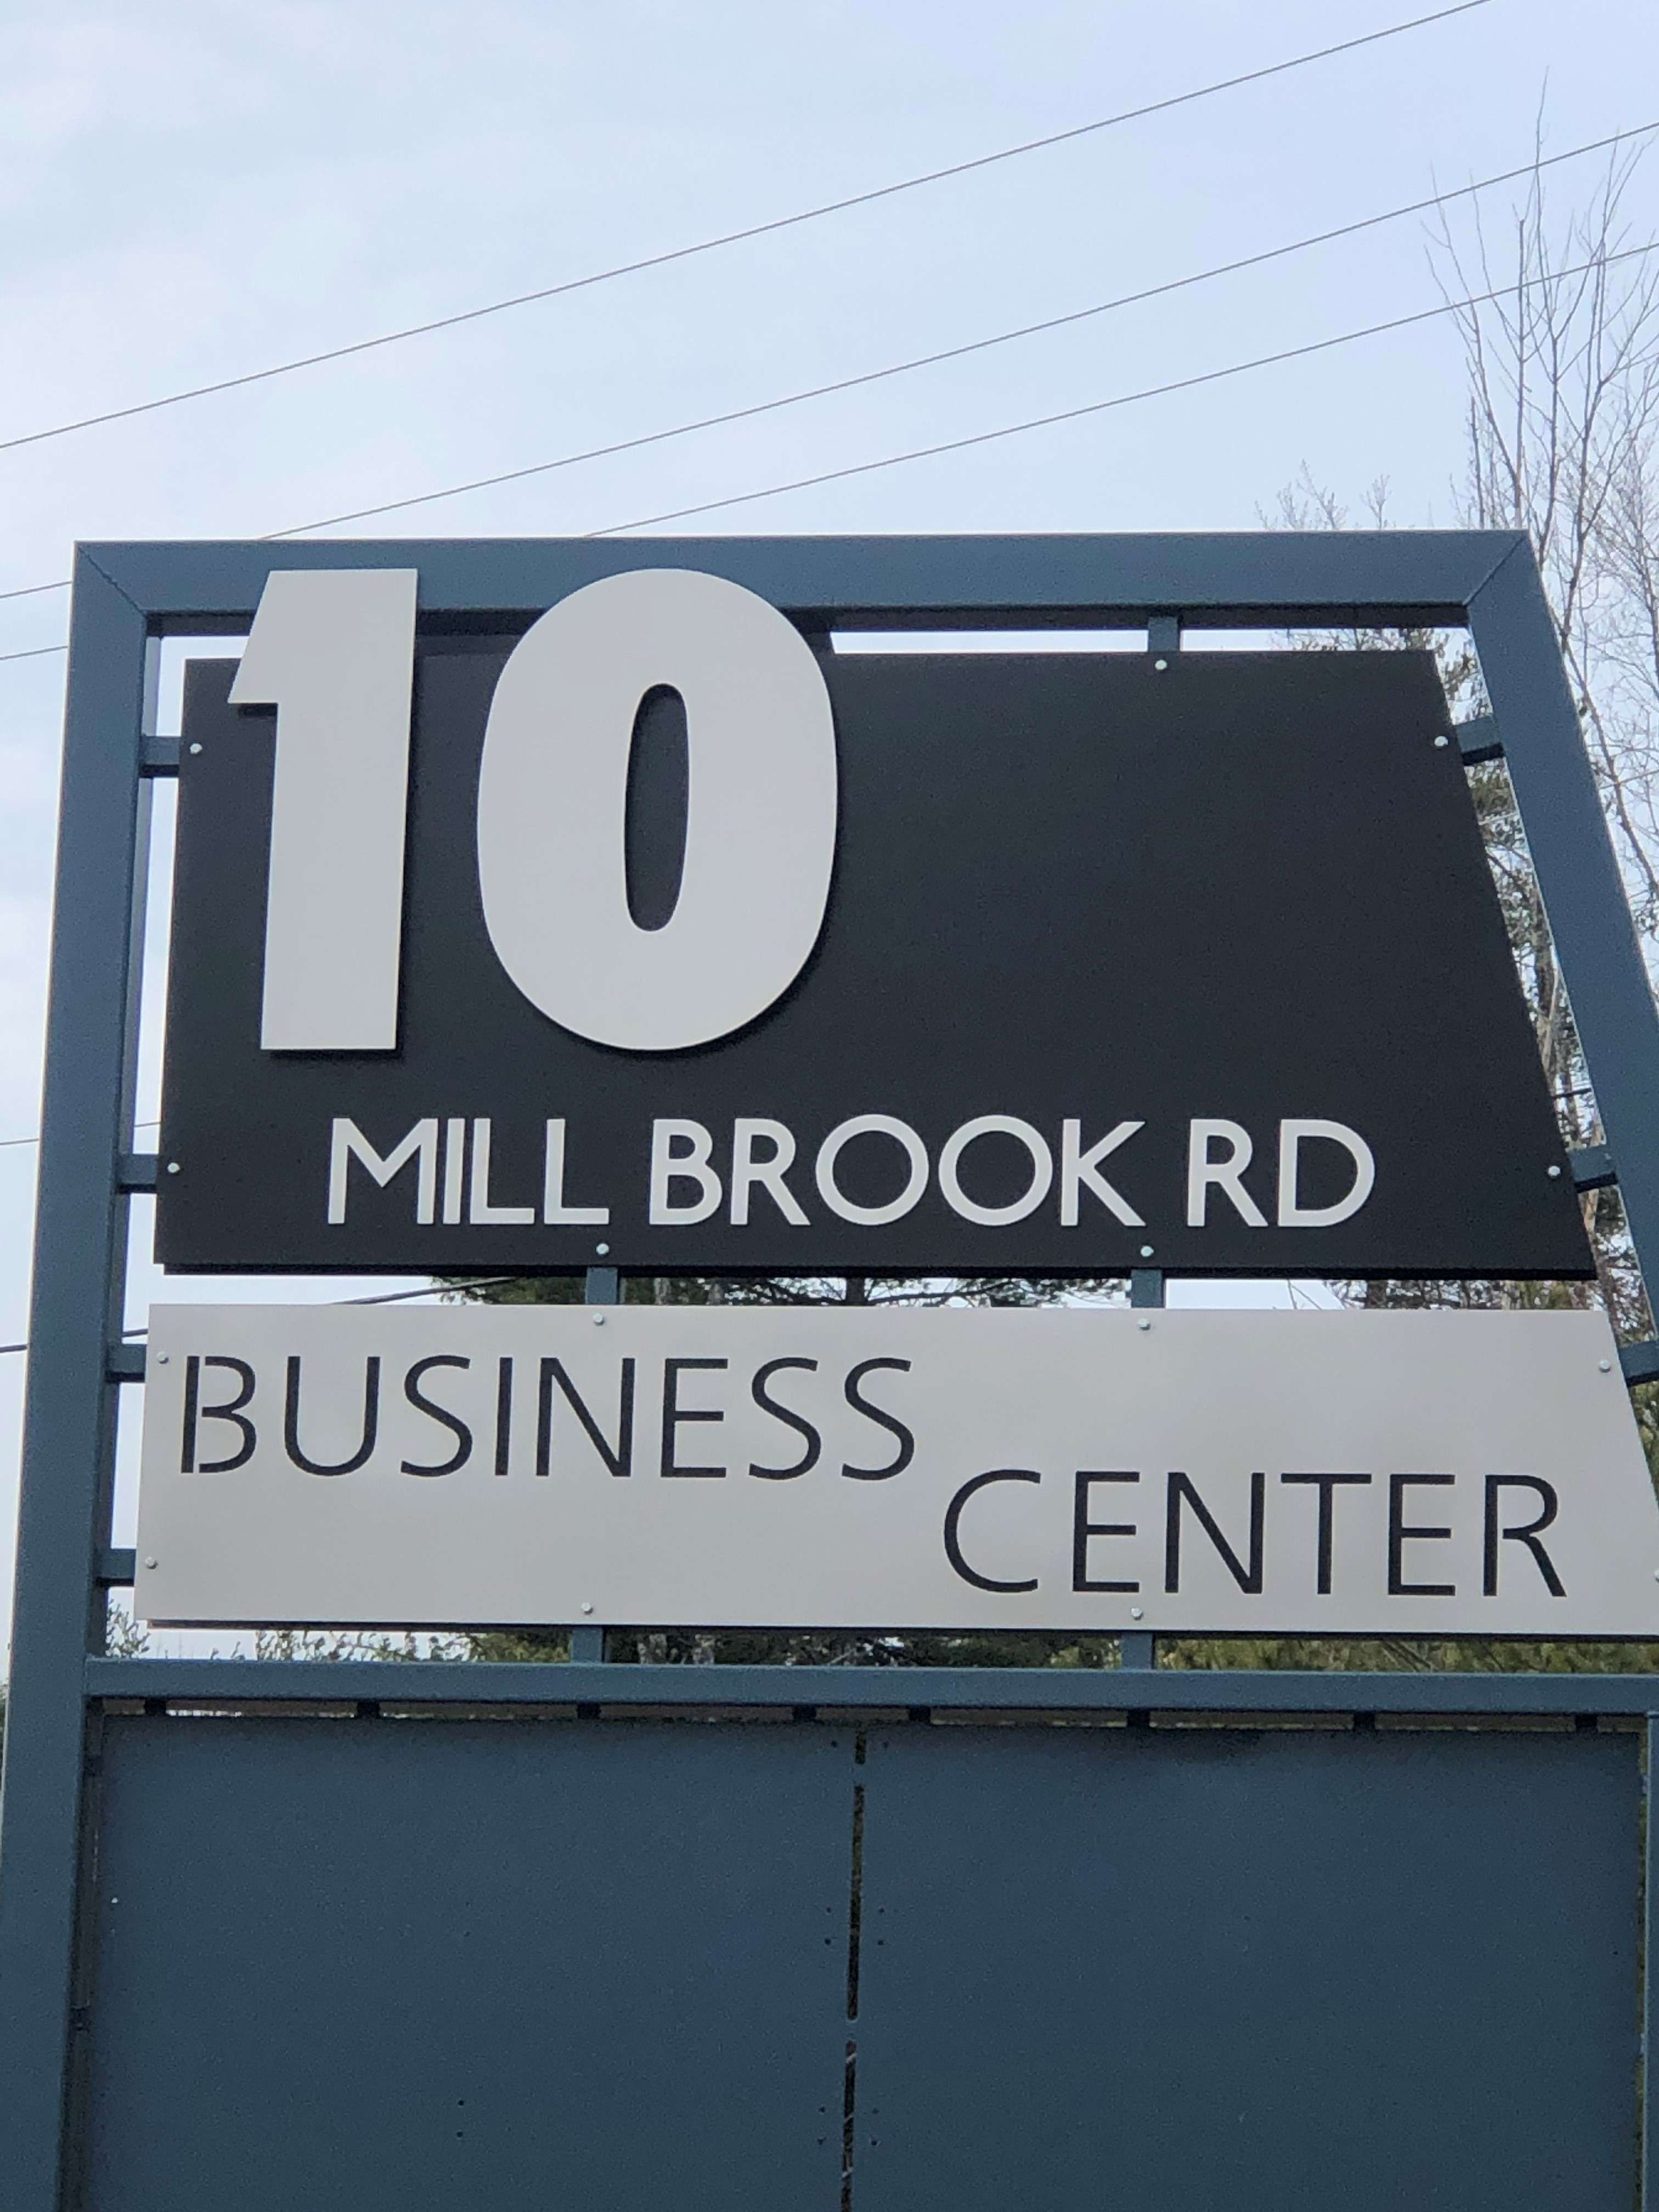 10
MILL BROOK RD
BUSINESS
CENTER